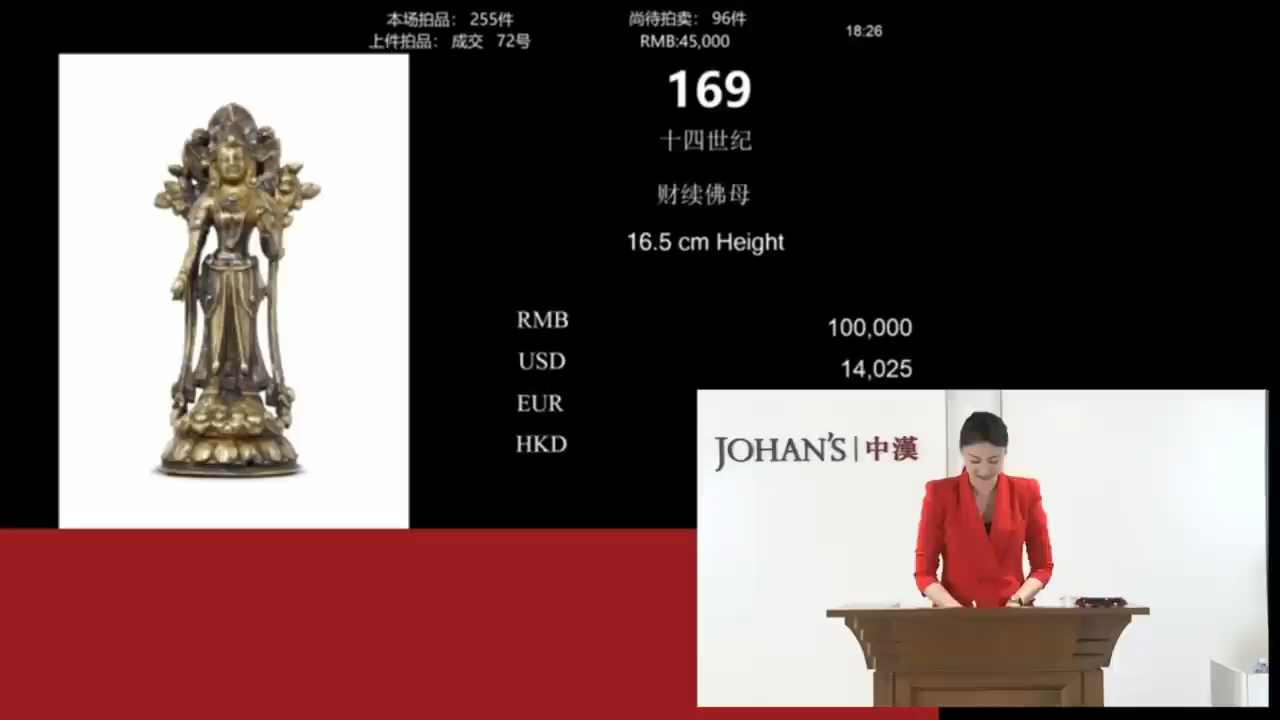 本场拍品： 255件 尚待拍卖： 96件
18:26
上件拍品： 成交 72号 RMB:45,000
169
十四世纪
财续佛母
16.5 cm Height
RMB 100,000
USD 14,025
EUR
HKD
JOHAN'S | 中漢